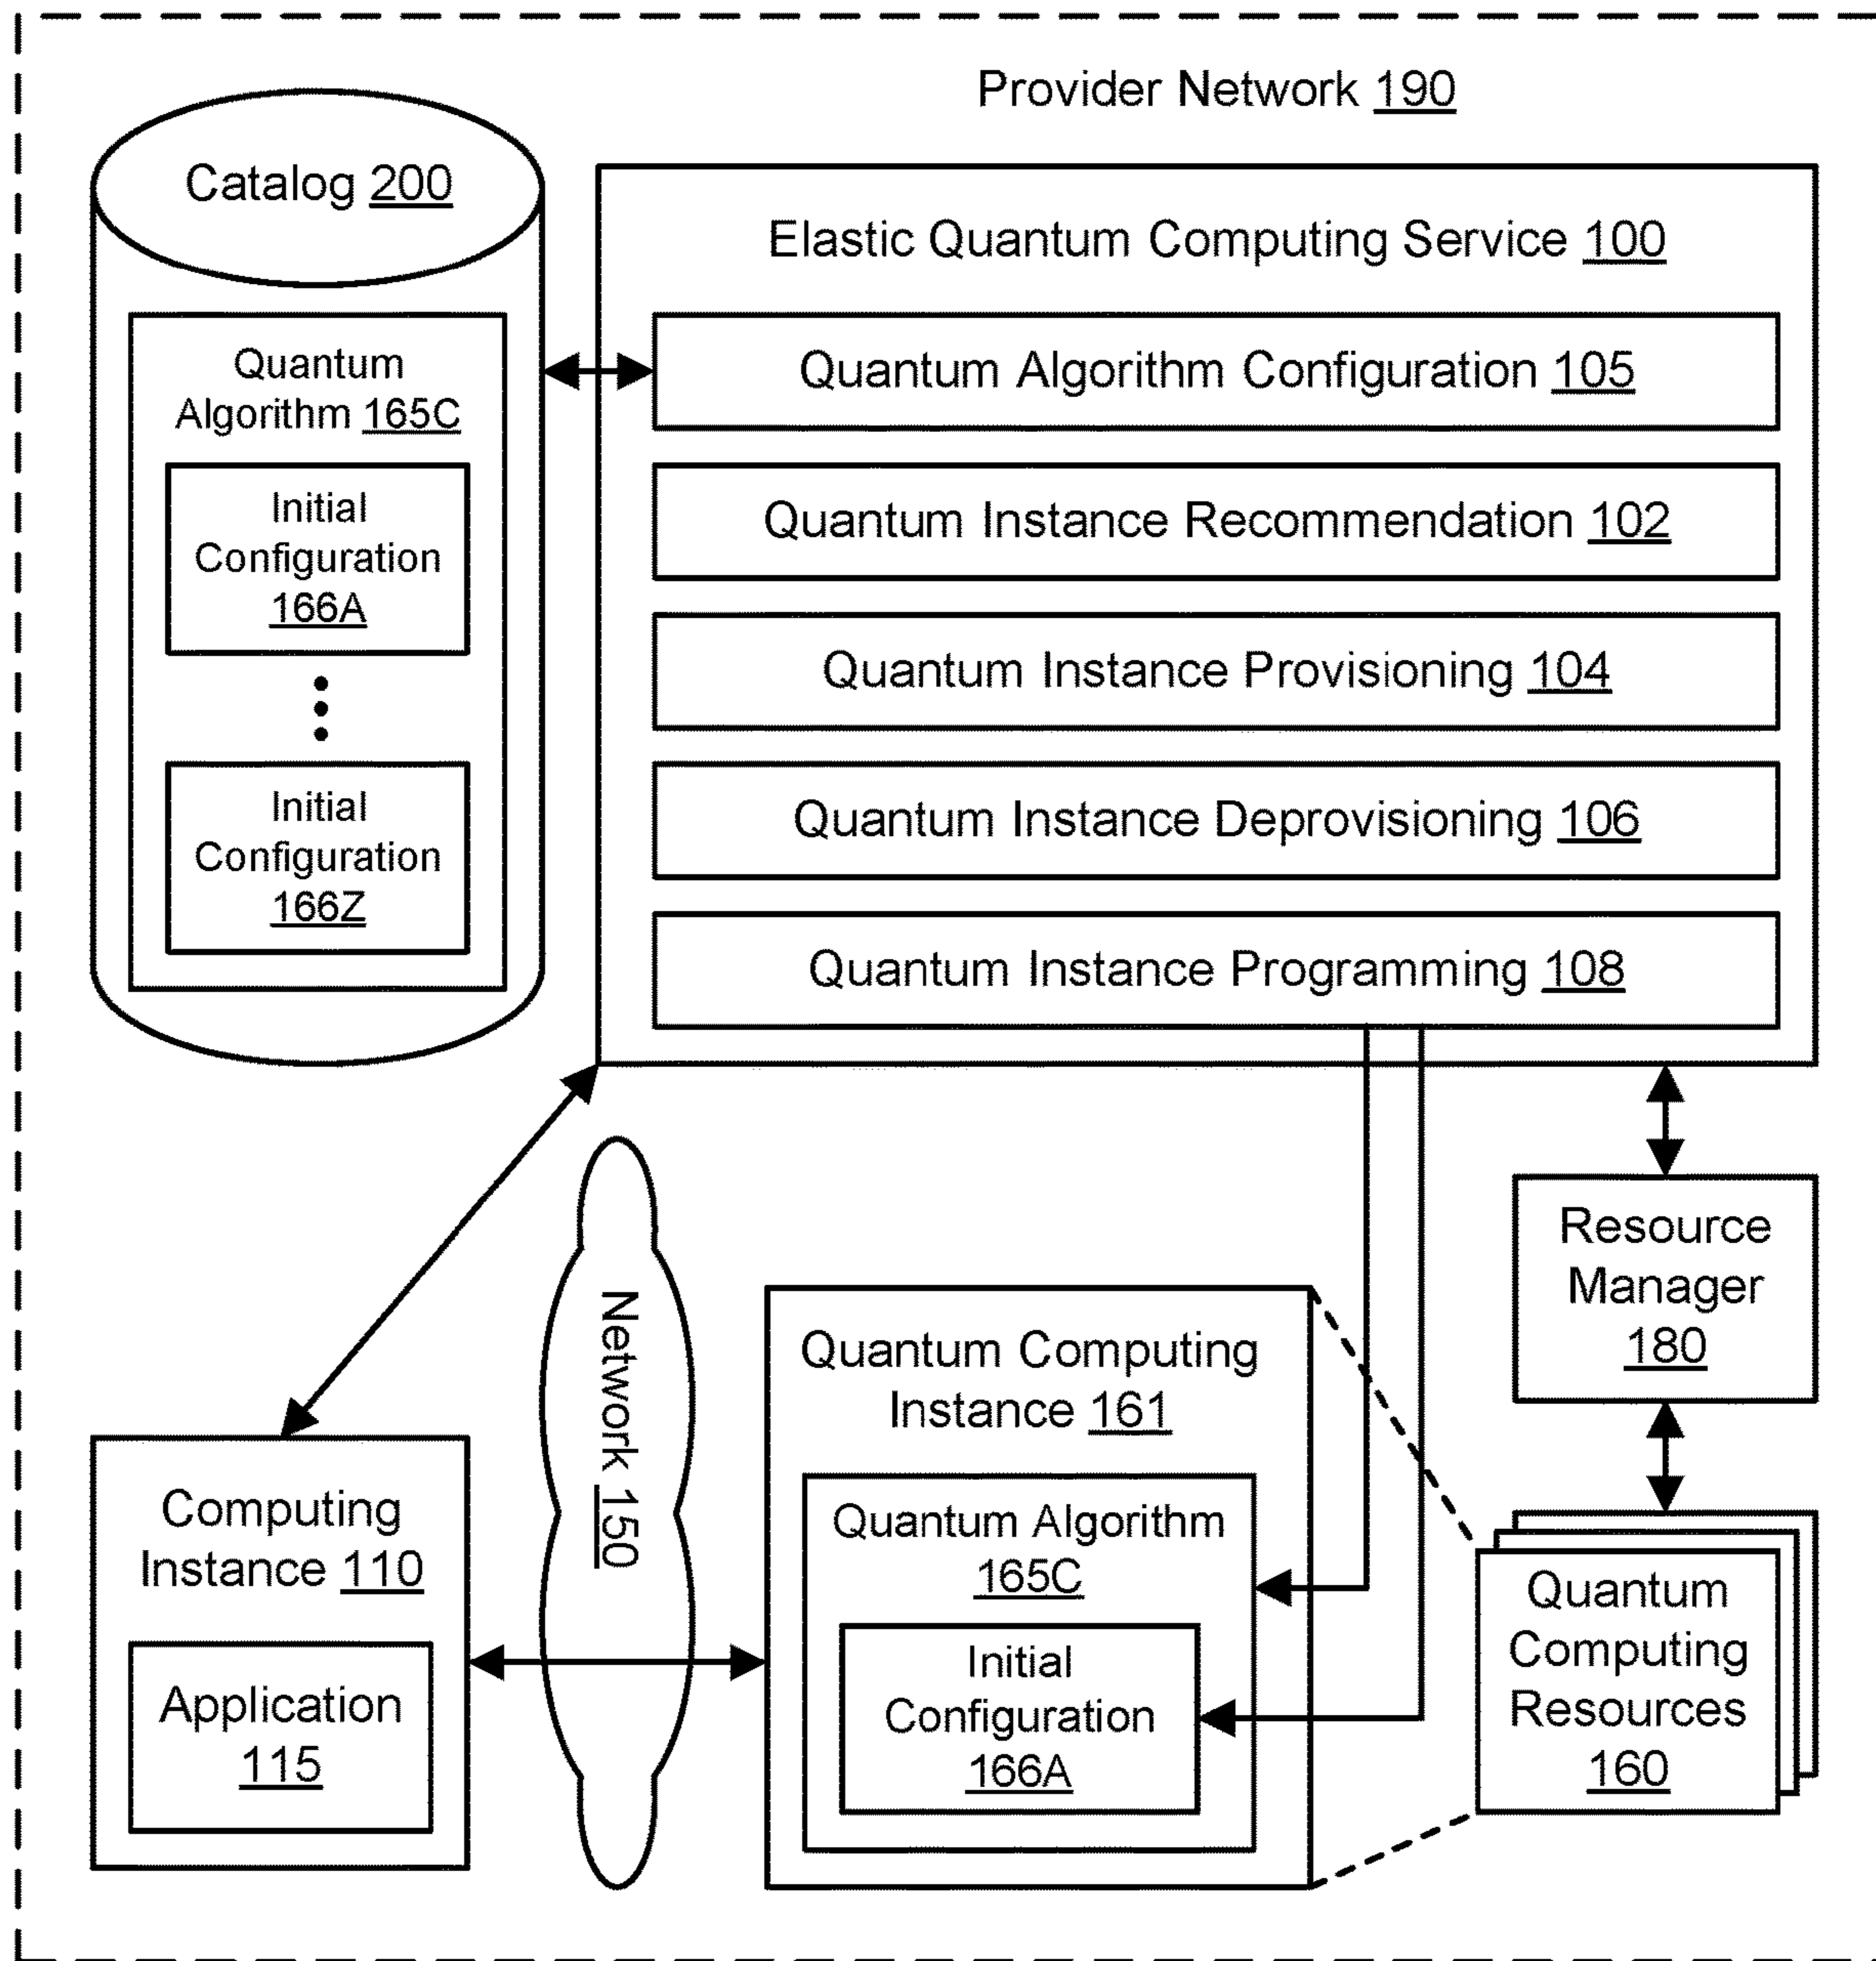 Provider Network 190
Catalog 200
Quantum
Algorithm 165C
Initial
Configuration
166A
Initial
Configuration
166Z
Elastic Quantum Computing Service 100
Quantum Algorithm Configuration 105
Quantum Instance Recommendation 102
Quantum Instance Provisioning 104
Quantum Instance Deprovisioning 106
Quantum Instance Programming 108
Resource
Manager
180
Network 150
Quantum Computing
Instance 161
Quantum Algorithm
165C
Initial
Configuration
166A
Computing
Instance 110
Application
115
Quantum
Computing
Resources
160